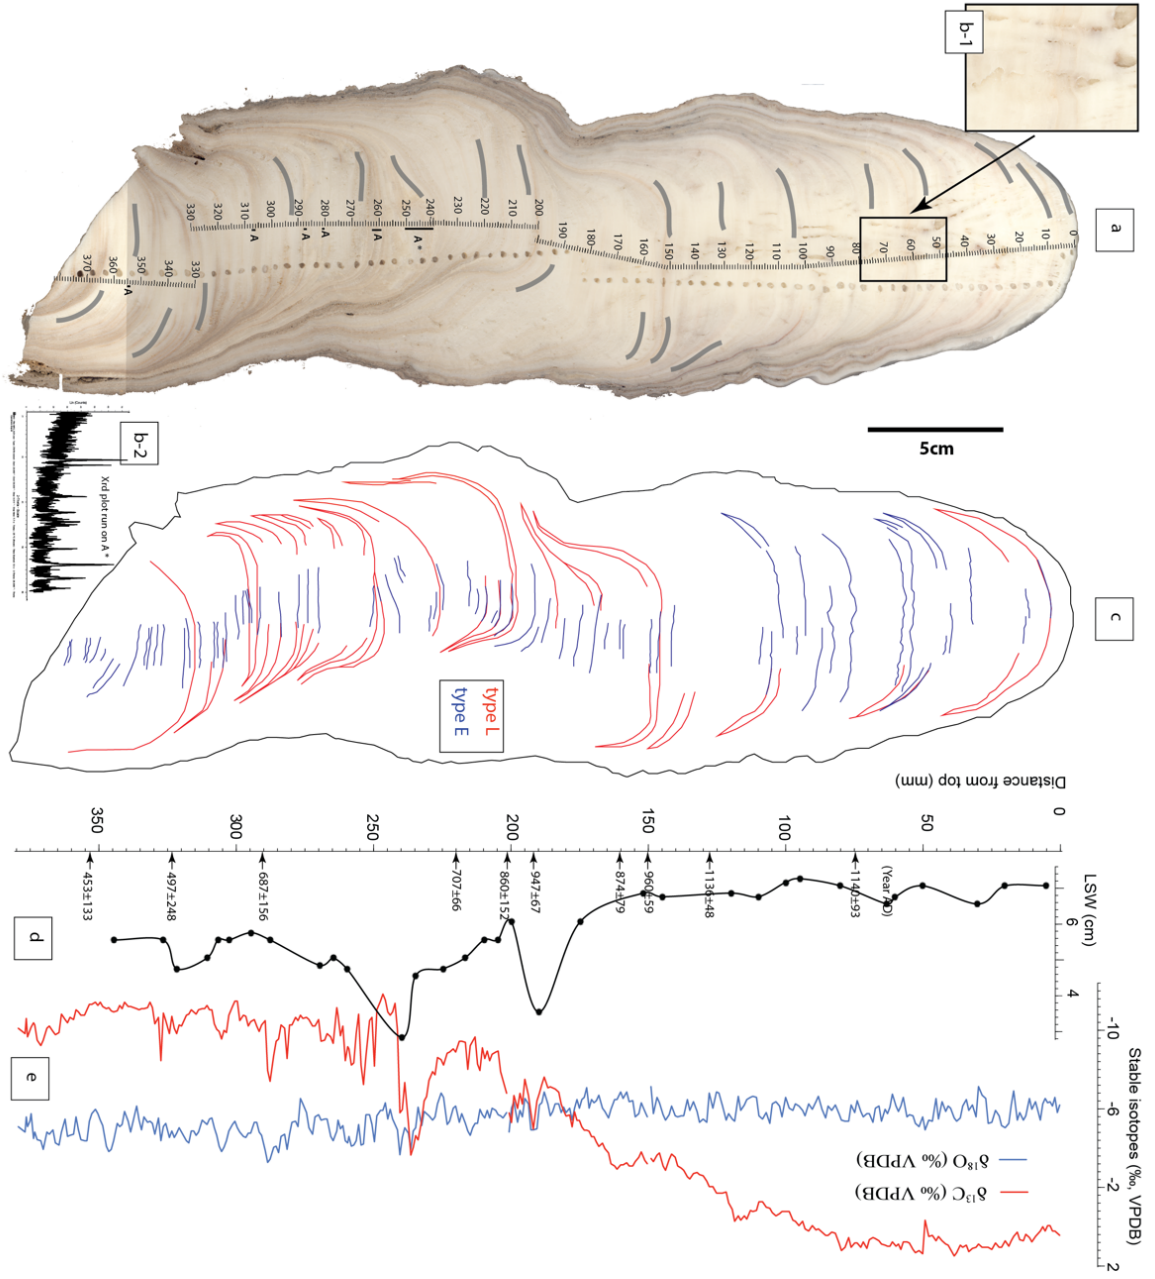 b-1
a
0
10
20
30
40
50
60
70
80
90
100
110
120
130
150
160
170
180
190
200
210
220
230
240
250
260
270
280
290
300
310
320
330
330
340
350
360
370
A *
A
A
A
A
A
5cm
b-2
Xrd plot run on A *
c
type L
type E
Distance from top (mm)
0
50
100
150
200
250
300
350
(Year AD)
1140±93
1136±48
960±59
874±79
947±67
860±152
707±66
687±156
497±248
453±133
LSW (cm)
6
4
d
Stable isotopes (‰, VPDB)
-10
-6
-2
2
e
δ¹⁸O (‰ VPDB)
δ¹³C (‰ VPDB)